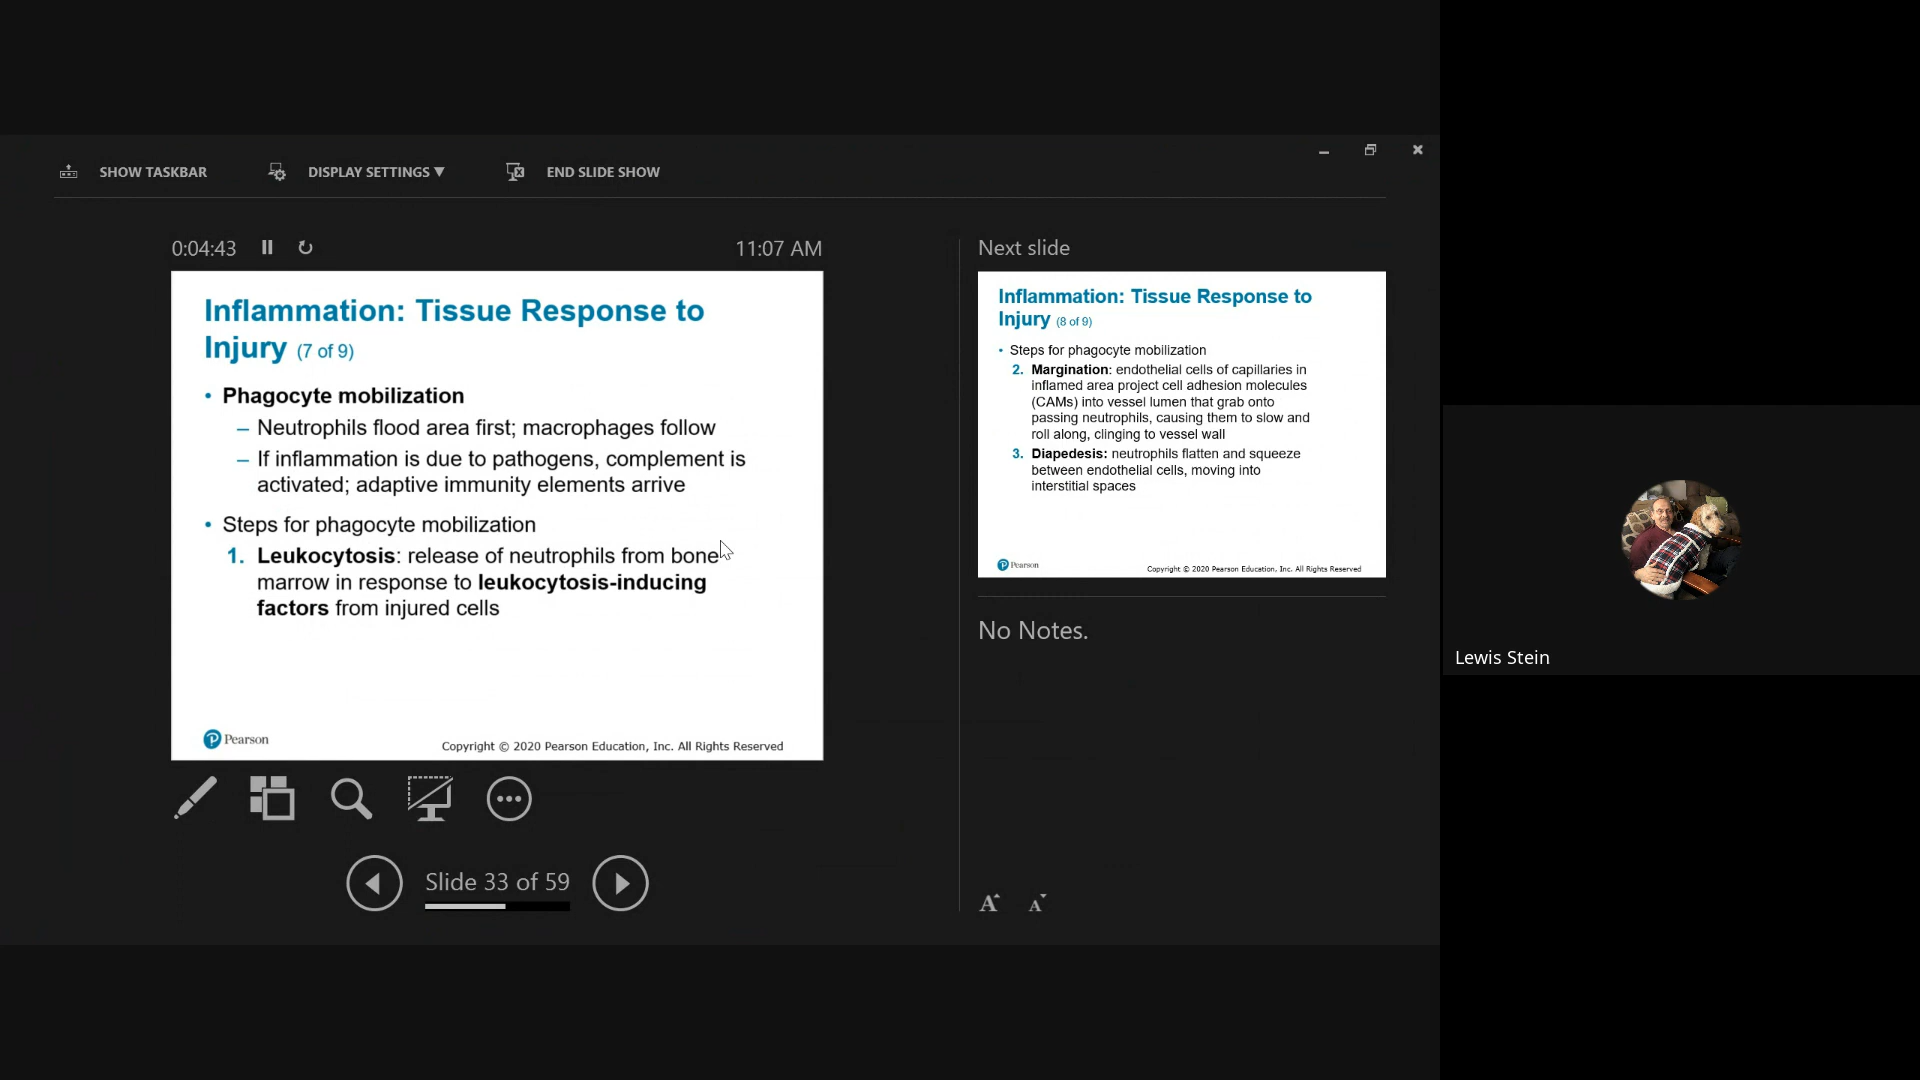 SHOW TASKBAR
DISPLAY SETTINGS ▼
END SLIDE SHOW
0:04:43
11:07 AM
Inflammation: Tissue Response to
Injury (7 of 9)
• Phagocyte mobilization
– Neutrophils flood area first; macrophages follow
– If inflammation is due to pathogens, complement is
activated; adaptive immunity elements arrive
• Steps for phagocyte mobilization
1. Leukocytosis: release of neutrophils from bone
marrow in response to leukocytosis-inducing
factors from injured cells
Pearson
Copyright © 2020 Pearson Education, Inc. All Rights Reserved
Slide 33 of 59
Next slide
Inflammation: Tissue Response to
Injury (8 of 9)
• Steps for phagocyte mobilization
2. Margination: endothelial cells of capillaries in
inflamed area project cell adhesion molecules
(CAMs) into vessel lumen that grab onto
passing neutrophils, causing them to slow and
roll along, clinging to vessel wall
3. Diapedesis: neutrophils flatten and squeeze
between endothelial cells, moving into
interstitial spaces
Pearson
Copyright © 2020 Pearson Education, Inc. All Rights Reserved
No Notes.
A A
Lewis Stein